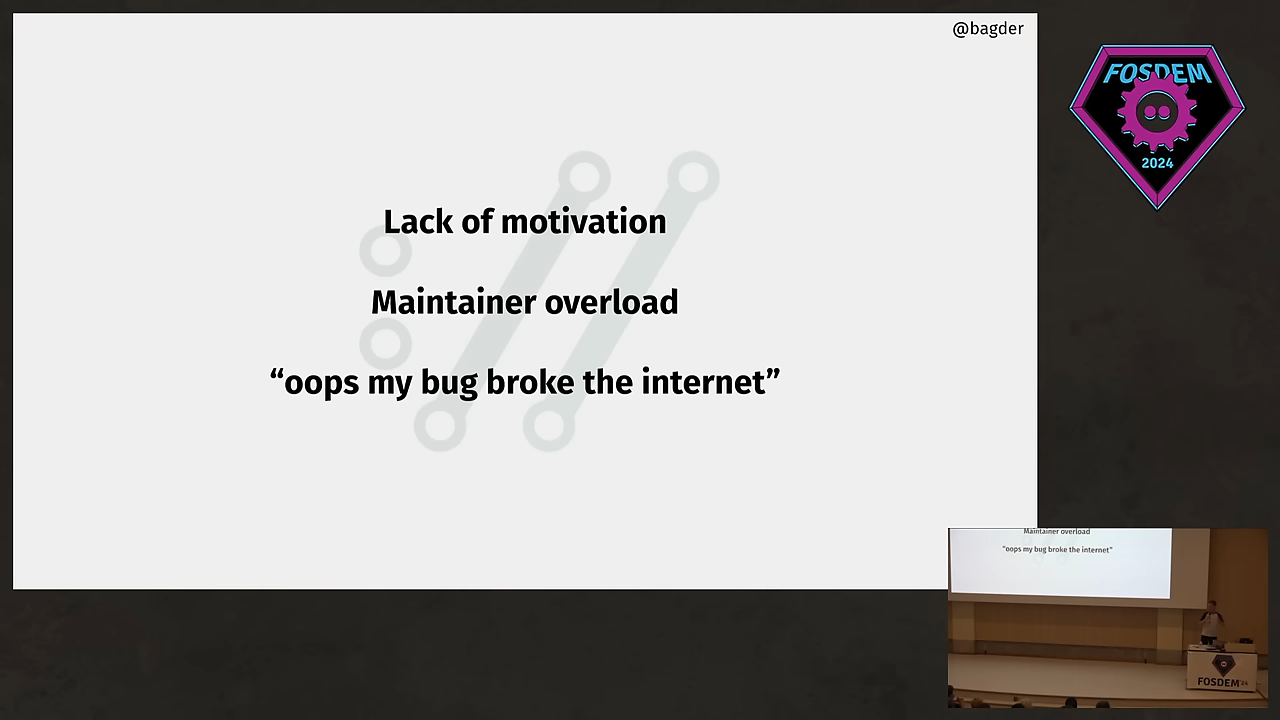 @bagder
FOSDEM
2024
Lack of motivation
Maintainer overload
“oops my bug broke the internet”
Maintainer overload
"oops my bug broke the internet"
FOSDEM'24